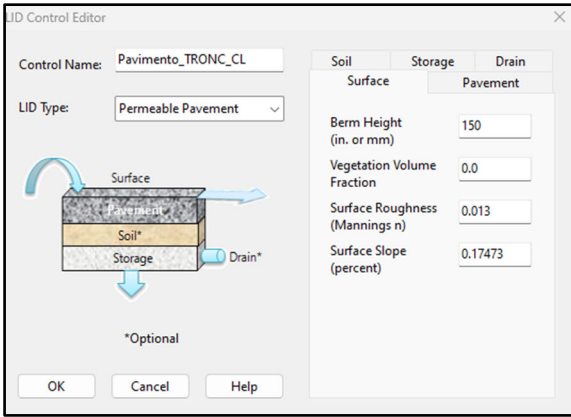 LID Control Editor
Control Name: Pavimento_TRONC_CL
LID Type: Permeable Pavement
Surface
Pavement
Soil*
Storage
Drain*
*Optional
OK Cancel Help
Soil Storage Drain
Surface Pavement
Berm Height
(in. or mm)
150
Vegetation Volume
Fraction
0.0
Surface Roughness
(Mannings n)
0.013
Surface Slope
(percent)
0.17473